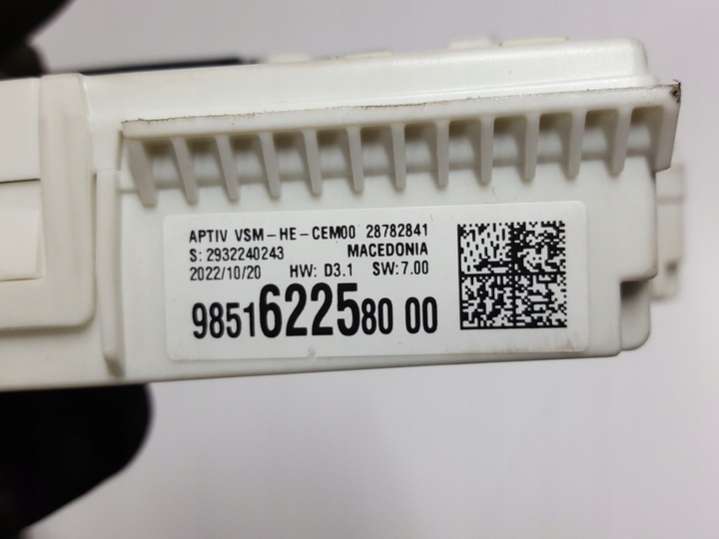 APTIV VSM-HE-CEM00 28782841
S: 2932240243 MACEDONIA
2022/10/20 HW: D3.1 SW:7.00
9851622580 00